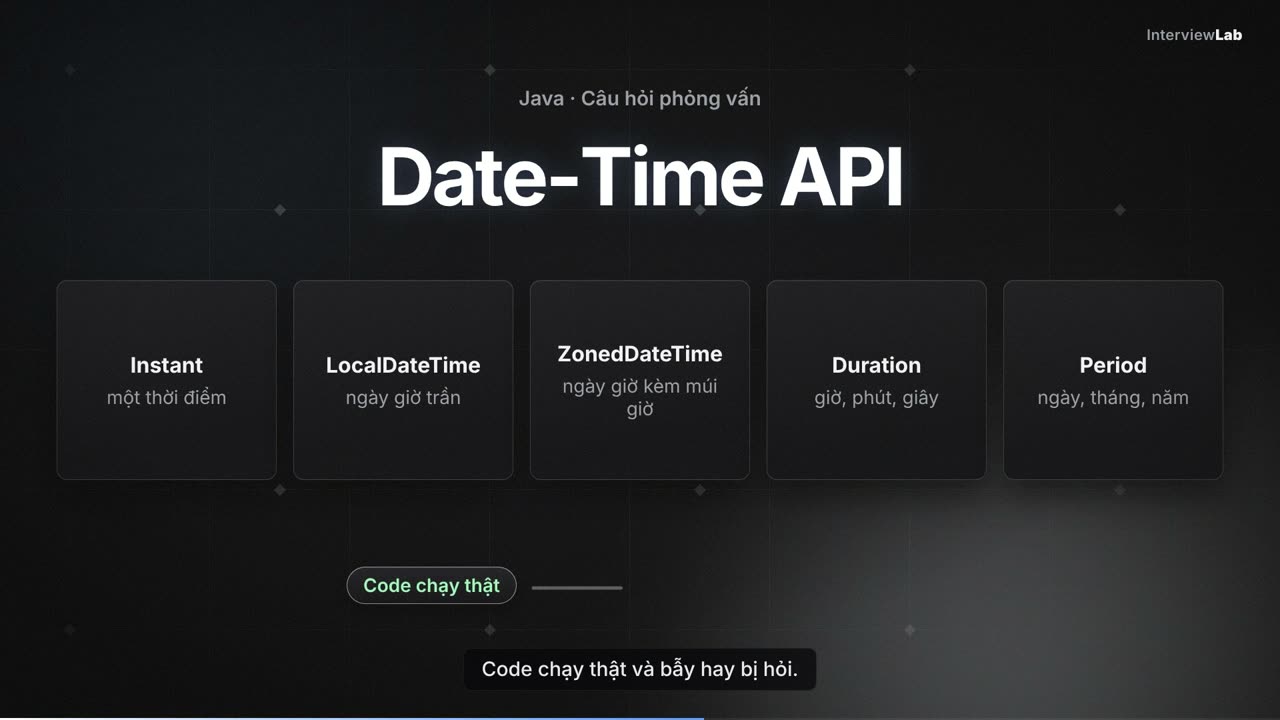 InterviewLab
Java · Câu hỏi phỏng vấn
Date-Time API
Instant
một thời điểm
LocalDateTime
ngày giờ trần
ZonedDateTime
ngày giờ kèm múi
giờ
Duration
giờ, phút, giây
Period
ngày, tháng, năm
Code chạy thật
Code chạy thật và bẫy hay bị hỏi.